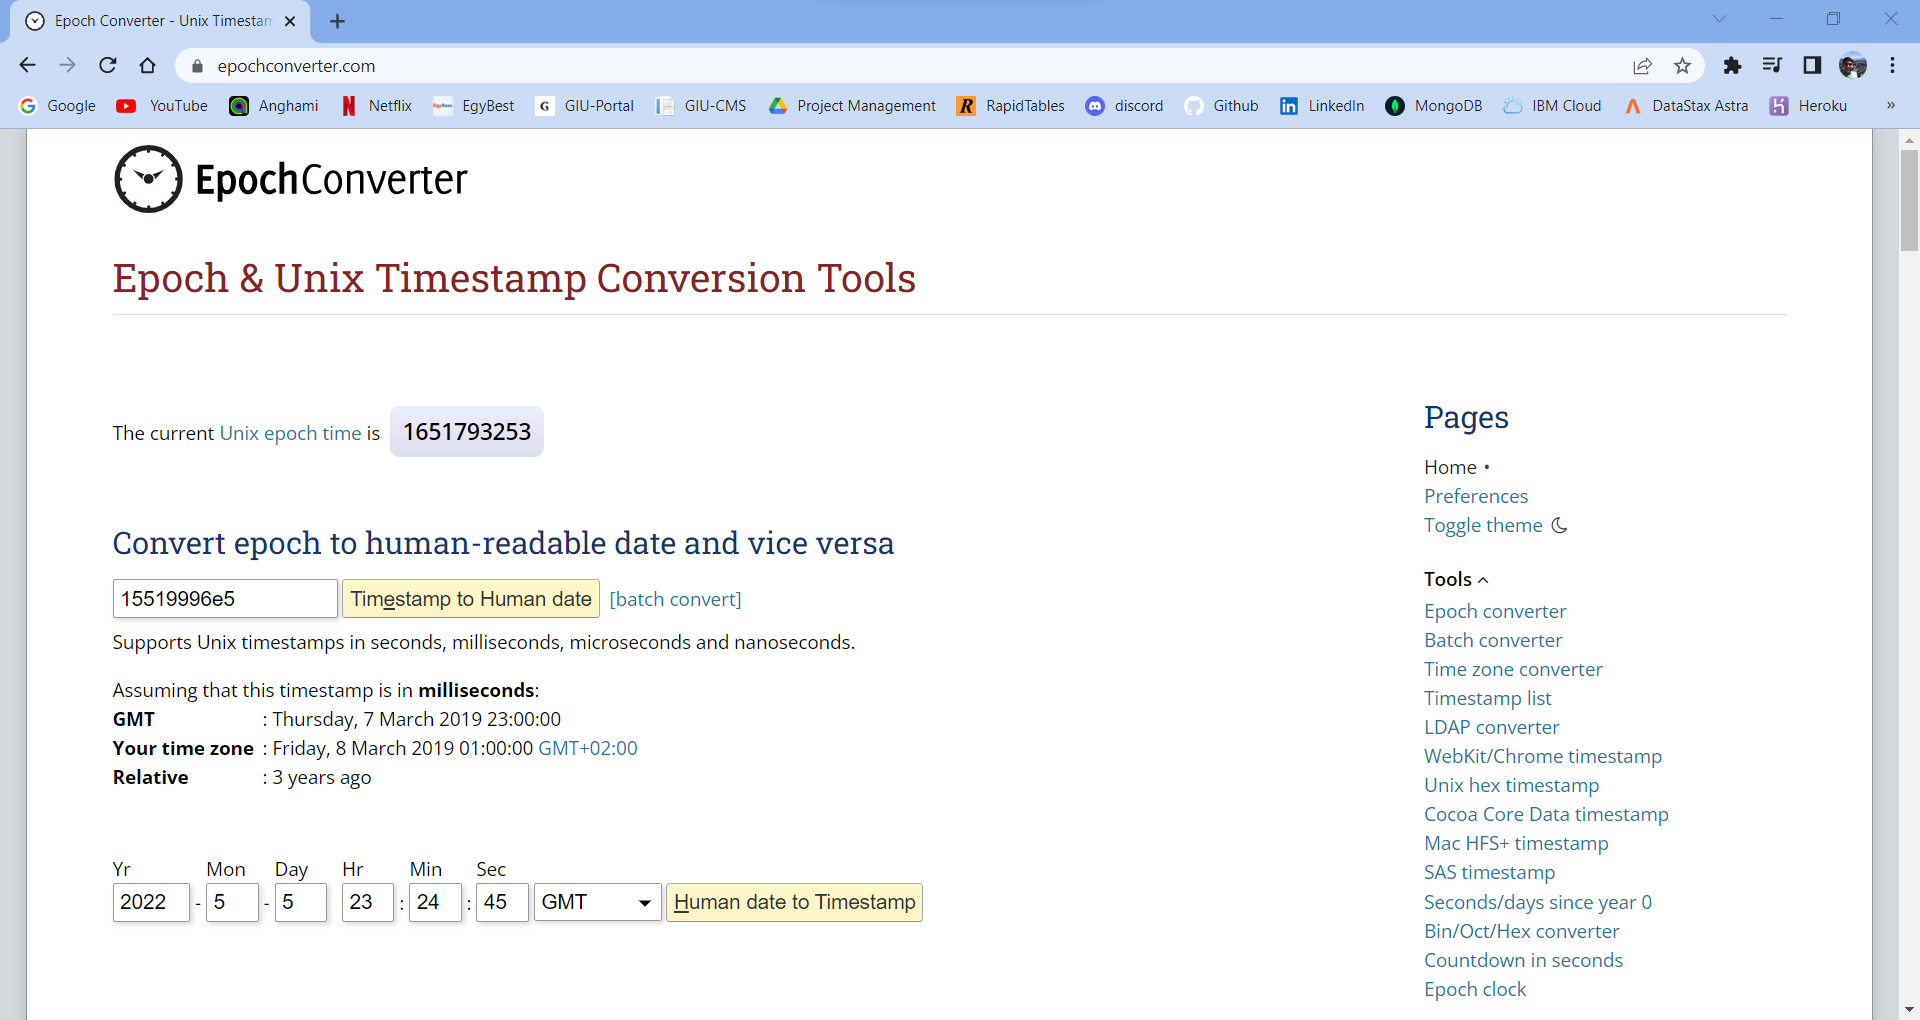 Epoch Converter - Unix Timestam
epochconverter.com
Google YouTube Anghami Netflix EgyBest GIU-Portal GIU-CMS Project Management RapidTables discord Github LinkedIn MongoDB IBM Cloud DataStax Astra Heroku »
EpochConverter
Epoch & Unix Timestamp Conversion Tools
The current Unix epoch time is 1651793253
Convert epoch to human-readable date and vice versa
15519996e5 Timestamp to Human date [batch convert]
Supports Unix timestamps in seconds, milliseconds, microseconds and nanoseconds.
Assuming that this timestamp is in milliseconds:
GMT : Thursday, 7 March 2019 23:00:00
Your time zone : Friday, 8 March 2019 01:00:00 GMT+02:00
Relative : 3 years ago
Yr Mon Day Hr Min Sec
2022 - 5 - 5 23 : 24 : 45 GMT Human date to Timestamp
Pages
Home •
Preferences
Toggle theme
Tools
Epoch converter
Batch converter
Time zone converter
Timestamp list
LDAP converter
WebKit/Chrome timestamp
Unix hex timestamp
Cocoa Core Data timestamp
Mac HFS+ timestamp
SAS timestamp
Seconds/days since year 0
Bin/Oct/Hex converter
Countdown in seconds
Epoch clock